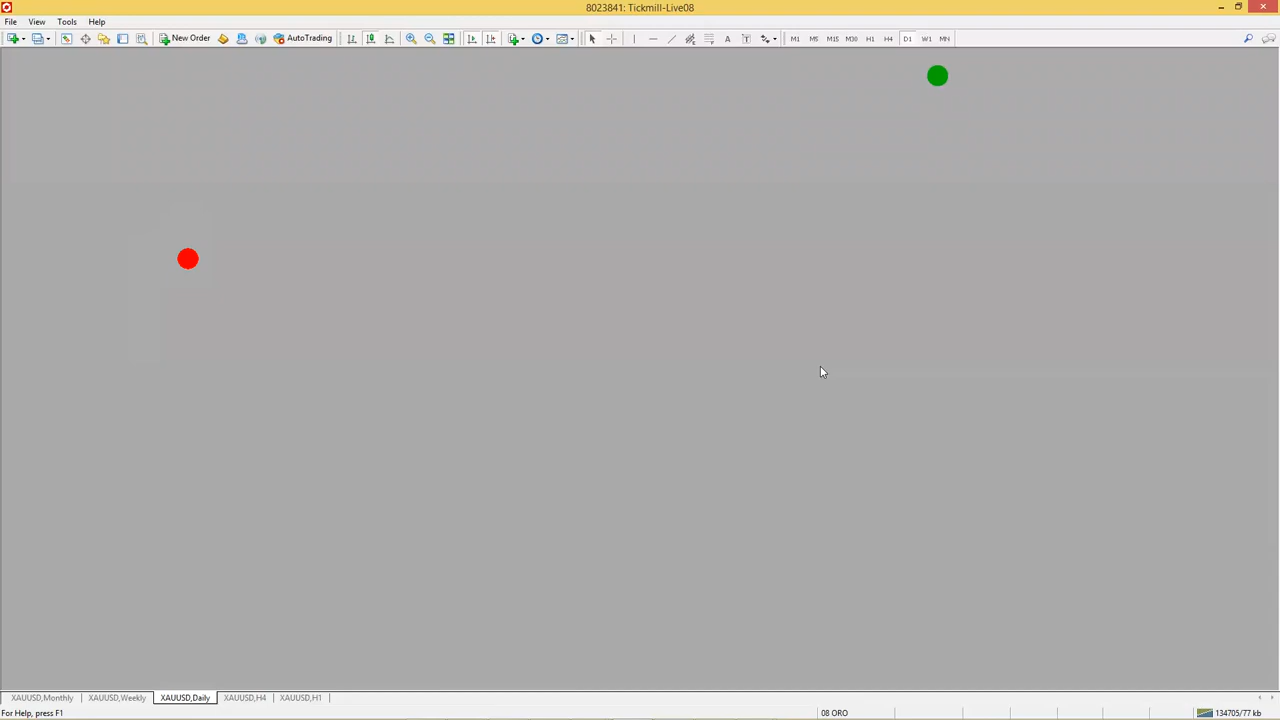 8023841: Tickmill-Live08
File View Tools Help
New Order AutoTrading A T M1 M5 M15 M30 H1 H4 D1 W1 MN
XAUUSD,Monthly XAUUSD,Weekly XAUUSD,Daily XAUUSD,H4 XAUUSD,H1
For Help, press F1 08 ORO 134705/77 kb